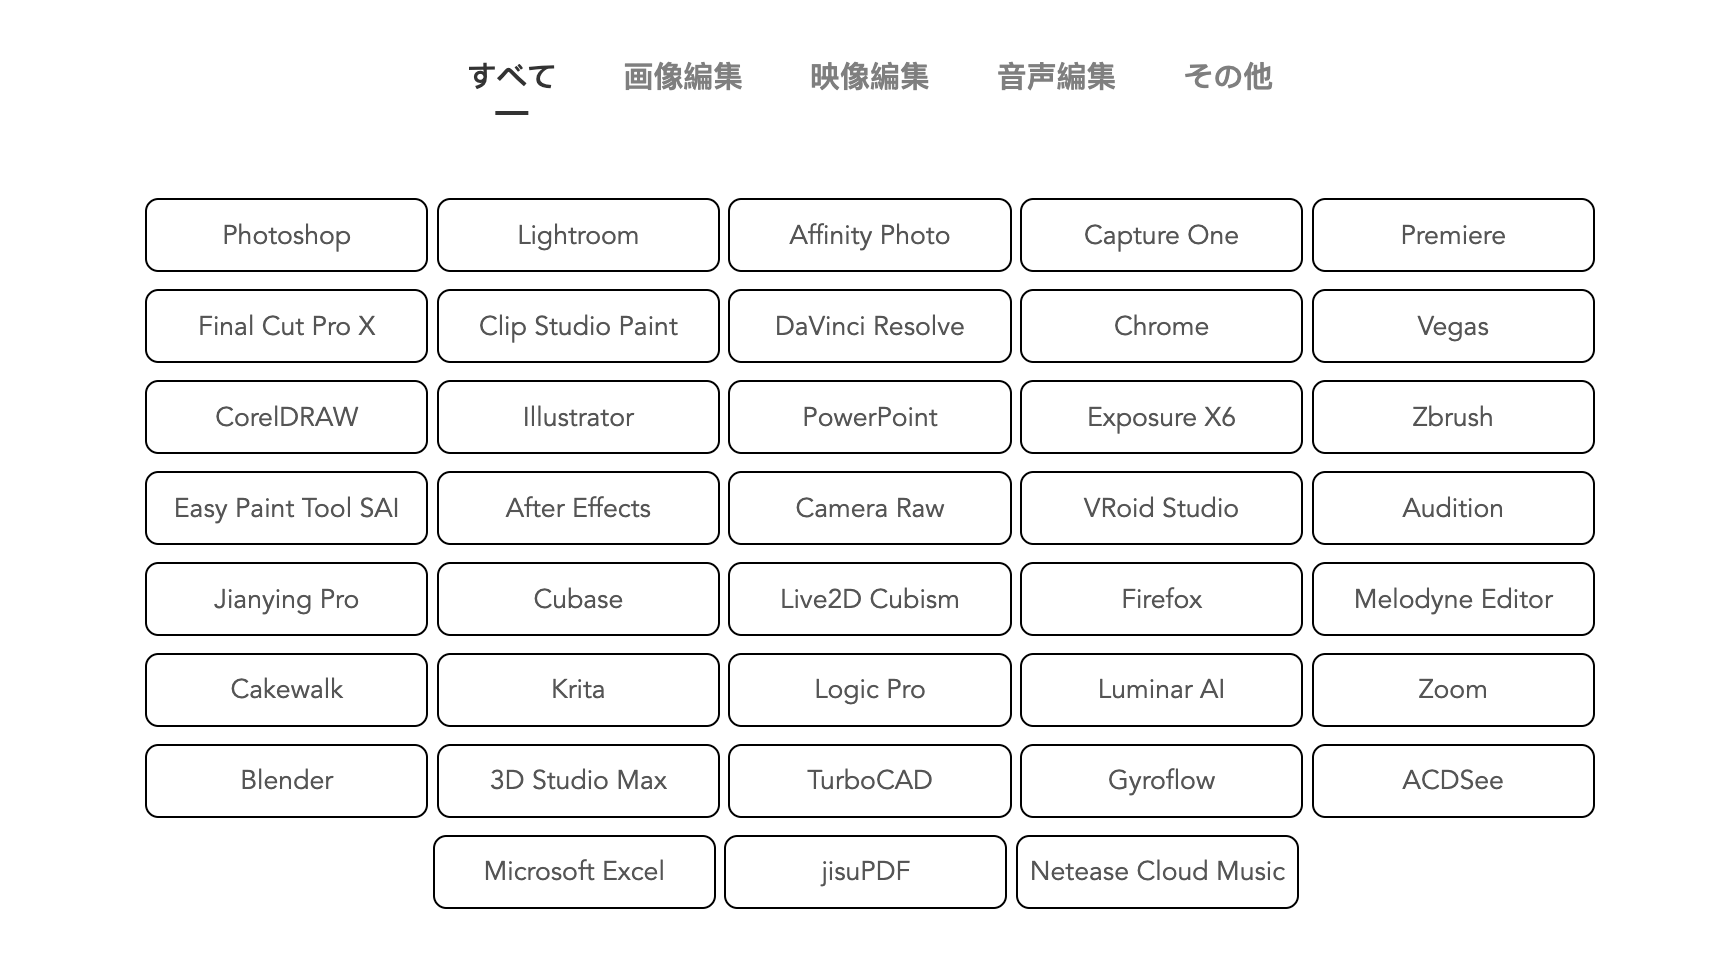 すべて 画像編集 映像編集 音声編集 その他
Photoshop Lightroom Affinity Photo Capture One Premiere
Final Cut Pro X Clip Studio Paint DaVinci Resolve Chrome Vegas
CorelDRAW Illustrator PowerPoint Exposure X6 Zbrush
Easy Paint Tool SAI After Effects Camera Raw VRoid Studio Audition
Jianying Pro Cubase Live2D Cubism Firefox Melodyne Editor
Cakewalk Krita Logic Pro Luminar AI Zoom
Blender 3D Studio Max TurboCAD Gyroflow ACDSee
Microsoft Excel jisuPDF Netease Cloud Music